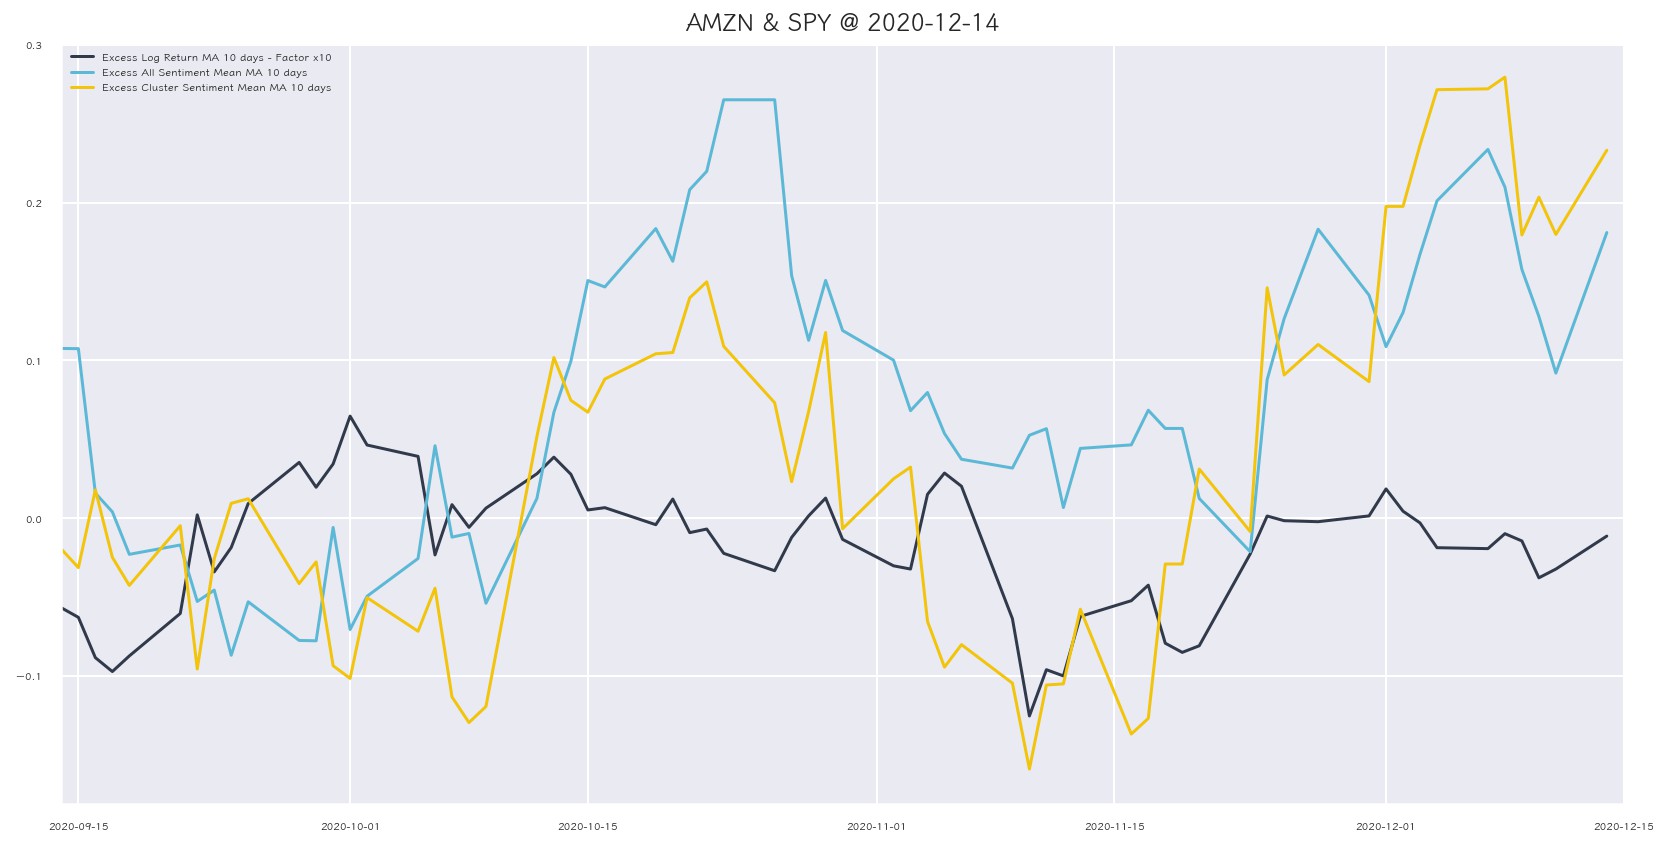 AMZN & SPY @ 2020-12-14
Excess Log Return MA 10 days - Factor x10
Excess All Sentiment Mean MA 10 days
Excess Cluster Sentiment Mean MA 10 days
0.3
0.2
0.1
0.0
−0.1
2020-09-15 2020-10-01 2020-10-15 2020-11-01 2020-11-15 2020-12-01 2020-12-15